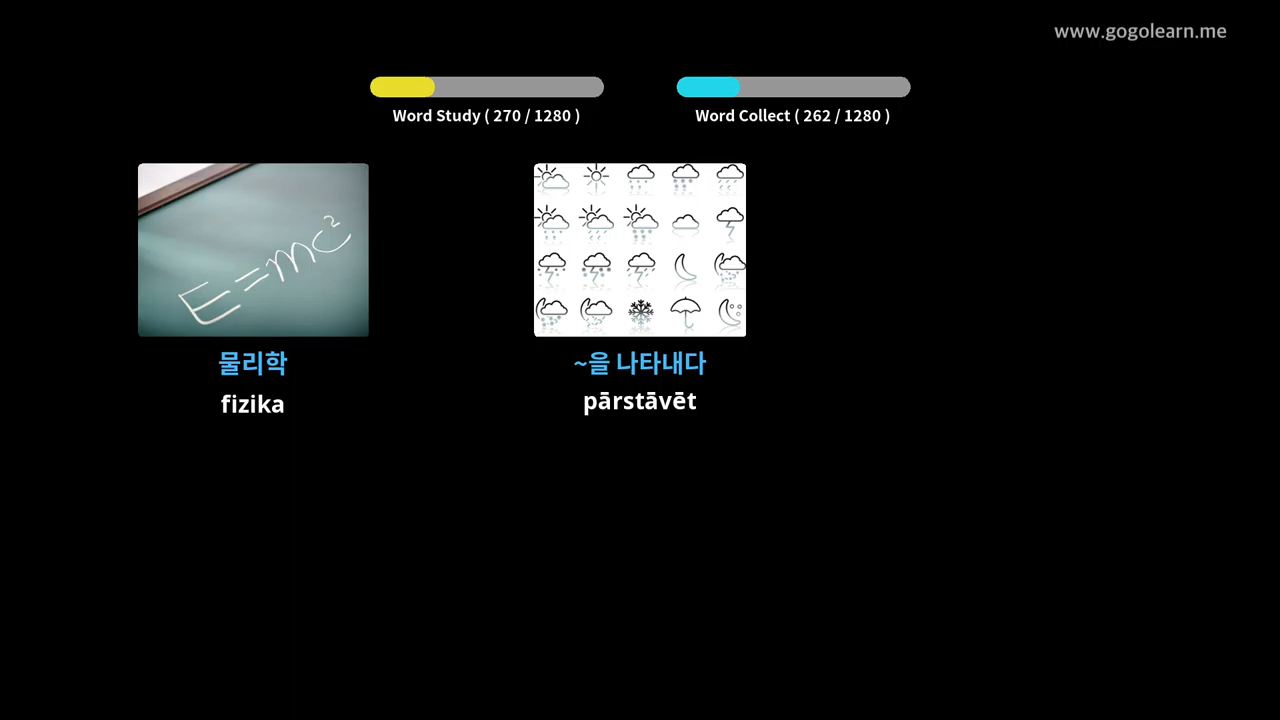 www.gogolearn.me
Word Study ( 270 / 1280 )
Word Collect ( 262 / 1280 )
E=mc²
물리학
fizika
~을 나타내다
pārstāvēt